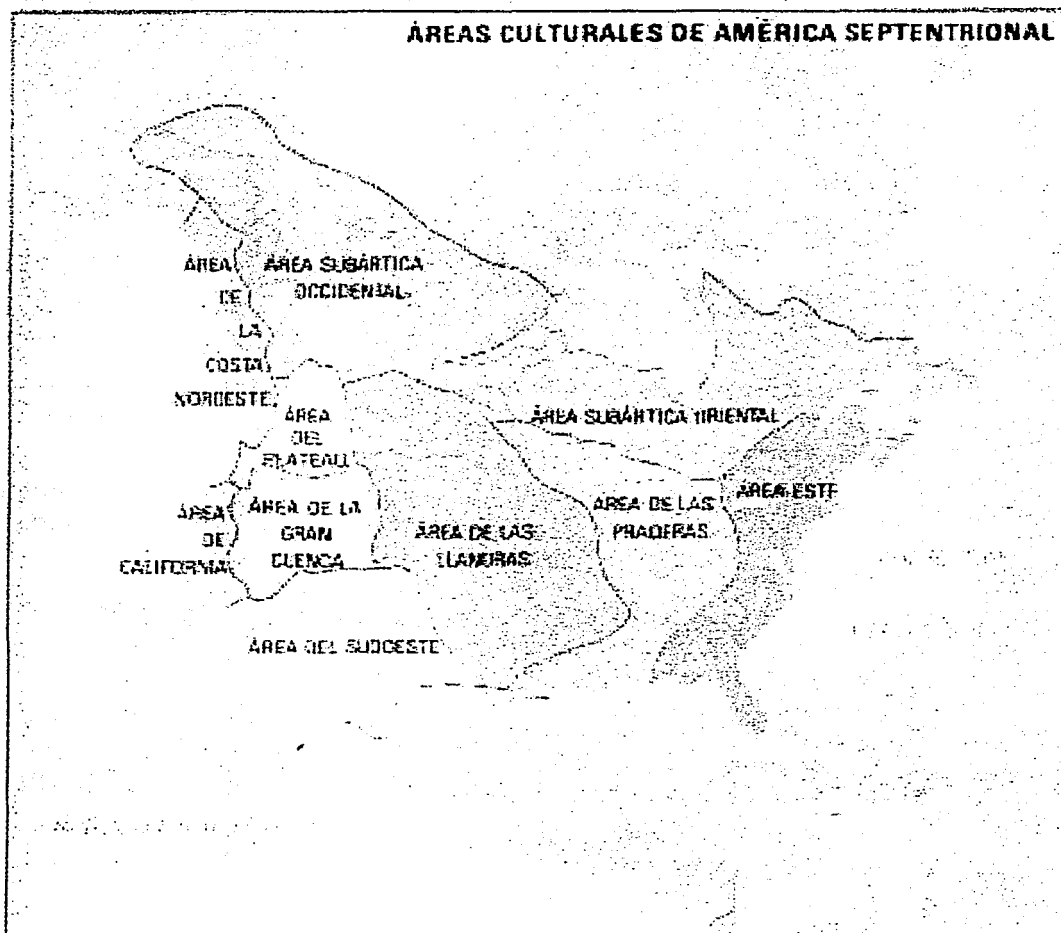 ÁREAS CULTURALES DE AMÉRICA SEPTENTRIONAL
ÁREA
DE
LA
COSTA
NOROESTE
ÁREA SUBÁRTICA
OCCIDENTAL
ÁREA
DEL
PLATEAU
ÁREA SUBÁRTICA ORIENTAL
ÁREA
DE
CALIFORNIA
ÁREA DE LA
GRAN
CUENCA
ÁREA DE LAS
LLANURAS
ÁREA DE LAS
PRADERAS
ÁREA ESTE
ÁREA DEL SUDOESTE